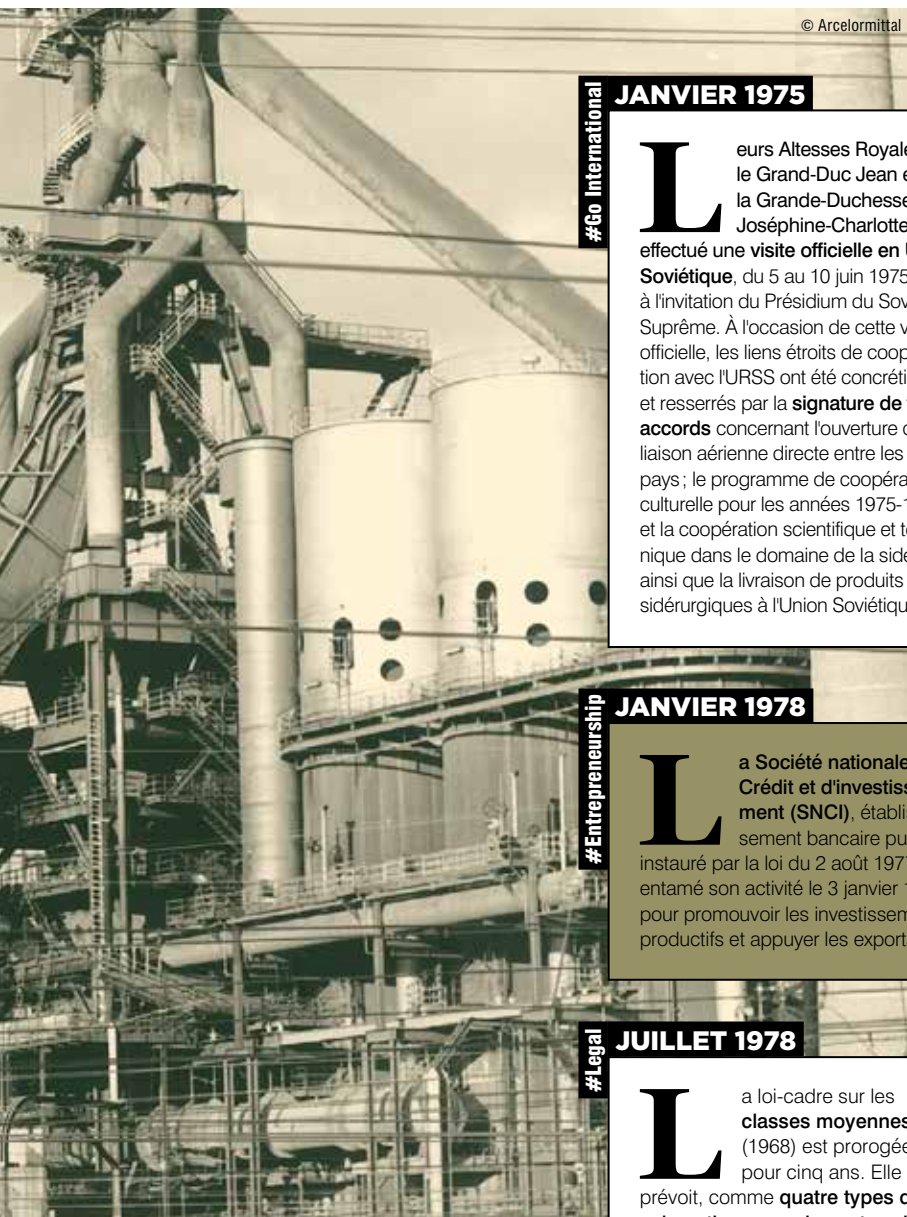 © Arcelormittal
#Go International
JANVIER 1975
Leurs Altesses Royale
le Grand-Duc Jean e
la Grande-Duchesse
Joséphine-Charlotte
effectué une visite officielle en U
Soviétique, du 5 au 10 juin 1975
à l'invitation du Présidium du Sov
Suprême. À l'occasion de cette v
officielle, les liens étroits de coop
tion avec l'URSS ont été concréti
et resserrés par la signature de
accords concernant l'ouverture d
liaison aérienne directe entre les
pays ; le programme de coopéra
culturelle pour les années 1975-1
et la coopération scientifique et te
nique dans le domaine de la sidé
ainsi que la livraison de produits
sidérurgiques à l'Union Soviétiqu
#Entrepreneurship
JANVIER 1978
La Société nationale
Crédit et d'investiss
ment (SNCI), établis
sement bancaire pu
instauré par la loi du 2 août 197
entamé son activité le 3 janvier 1
pour promouvoir les investissem
productifs et appuyer les export
#Legal
JUILLET 1978
La loi-cadre sur les
classes moyennes
(1968) est prorogée
pour cinq ans. Elle
prévoit, comme quatre types d